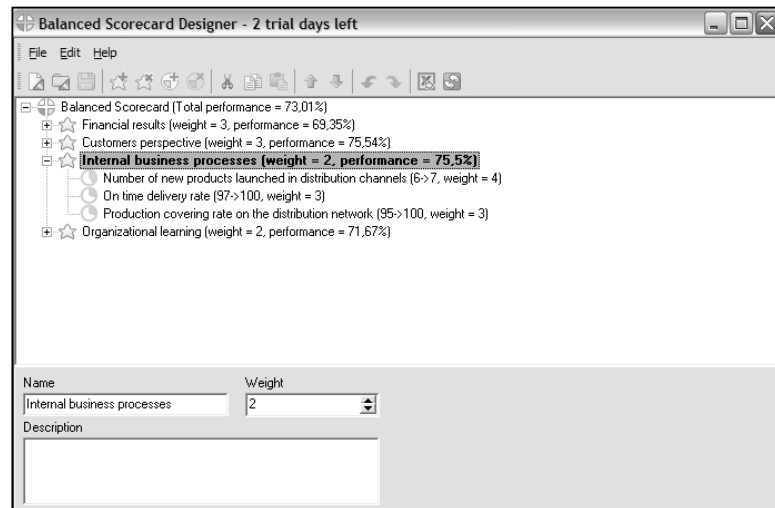 Balanced Scorecard Designer - 2 trial days left
File Edit Help
Balanced Scorecard (Total performance = 73,01%)
Financial results (weight = 3, performance = 69,35%)
Customers perspective (weight = 3, performance = 75,54%)
Internal business processes (weight = 2, performance = 75,5%)
Number of new products launched in distribution channels (6->7, weight = 4)
On time delivery rate (97->100, weight = 3)
Production covering rate on the distribution network (95->100, weight = 3)
Organizational learning (weight = 2, performance = 71,67%)
Name Weight
Internal business processes 2
Description